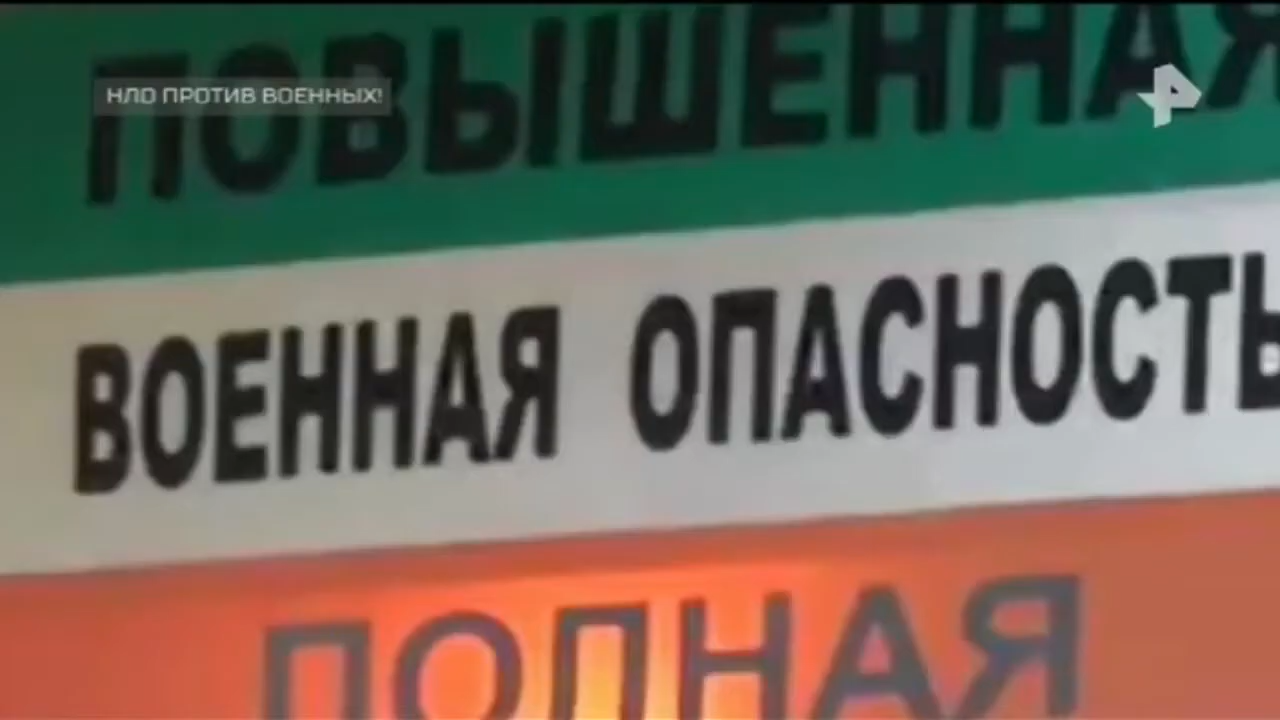 НЛО ПРОТИВ ВОЕННЫХ!
ПОВЫШЕННАЯ
ВОЕННАЯ ОПАСНОСТЬ
ПОЛНАЯ